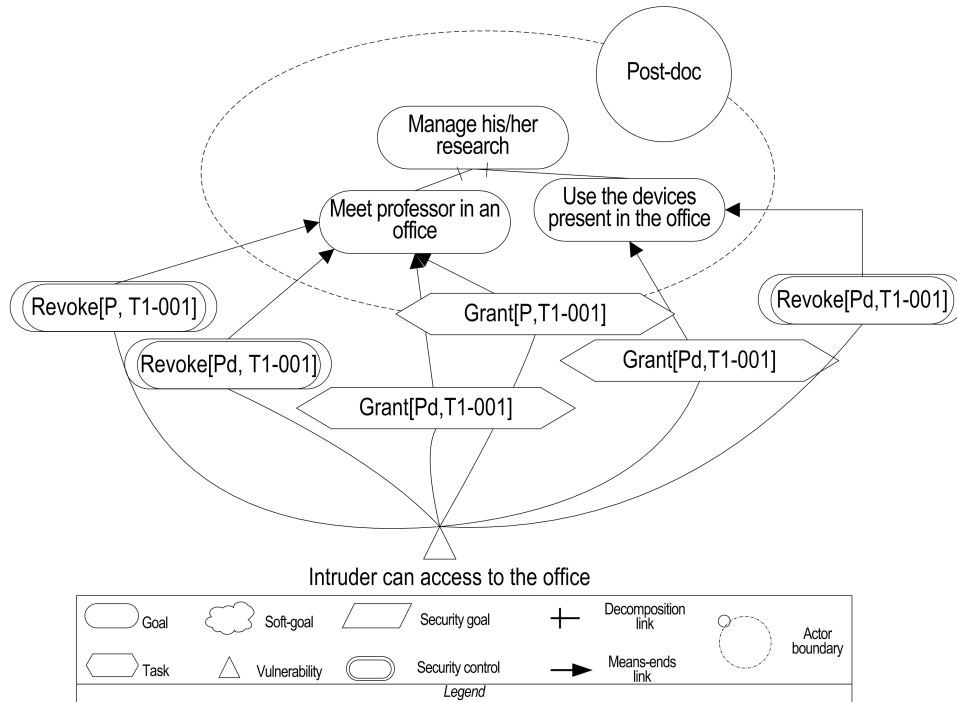 Post-doc
Manage his/her
research
Meet professor in an
office
Use the devices
present in the office
Revoke[P, T1-001]
Grant[P,T1-001]
Revoke[Pd,T1-001]
Revoke[Pd, T1-001]
Grant[Pd,T1-001]
Grant[Pd,T1-001]
Intruder can access to the office
Goal
Soft-goal
Security goal
Decomposition
link
Actor
boundary
Task
Vulnerability
Security control
Means-ends
link
Legend